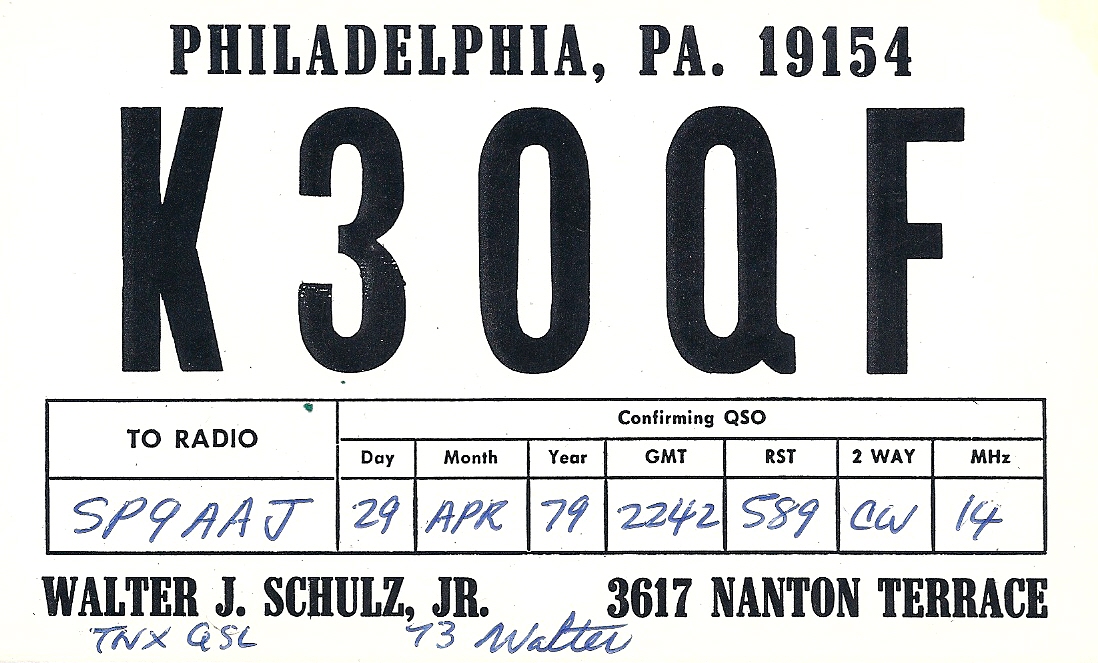 PHILADELPHIA, PA. 19154
K3OQF
TO RADIO Confirming QSO
Day Month Year GMT RST 2 WAY MHz
SP9AAJ 29 APR 79 2242 589 CW 14
WALTER J. SCHULZ, JR. 3617 NANTON TERRACE
TNX QSL 73 Walter